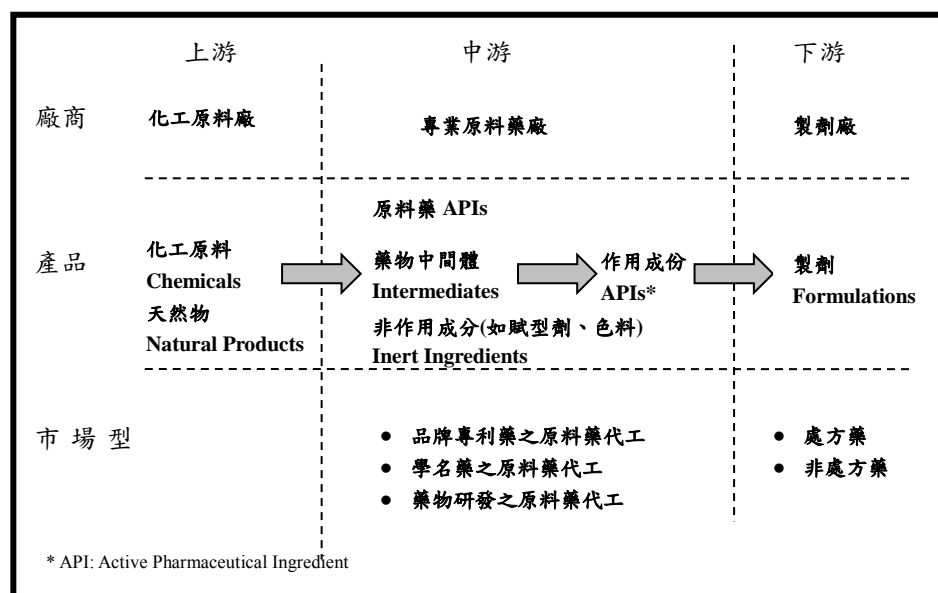 上游 中游 下游
廠商 化工原料廠 專業原料藥廠 製劑廠
原料藥 APIs
產品 化工原料 藥物中間體 作用成份 製劑
Chemicals Intermediates APIs* Formulations
天然物 非作用成分(如賦型劑、色料)
Natural Products Inert Ingredients
市 場 型 ● 品牌專利藥之原料藥代工 ● 處方藥
● 學名藥之原料藥代工 ● 非處方藥
● 藥物研發之原料藥代工
* API: Active Pharmaceutical Ingredient